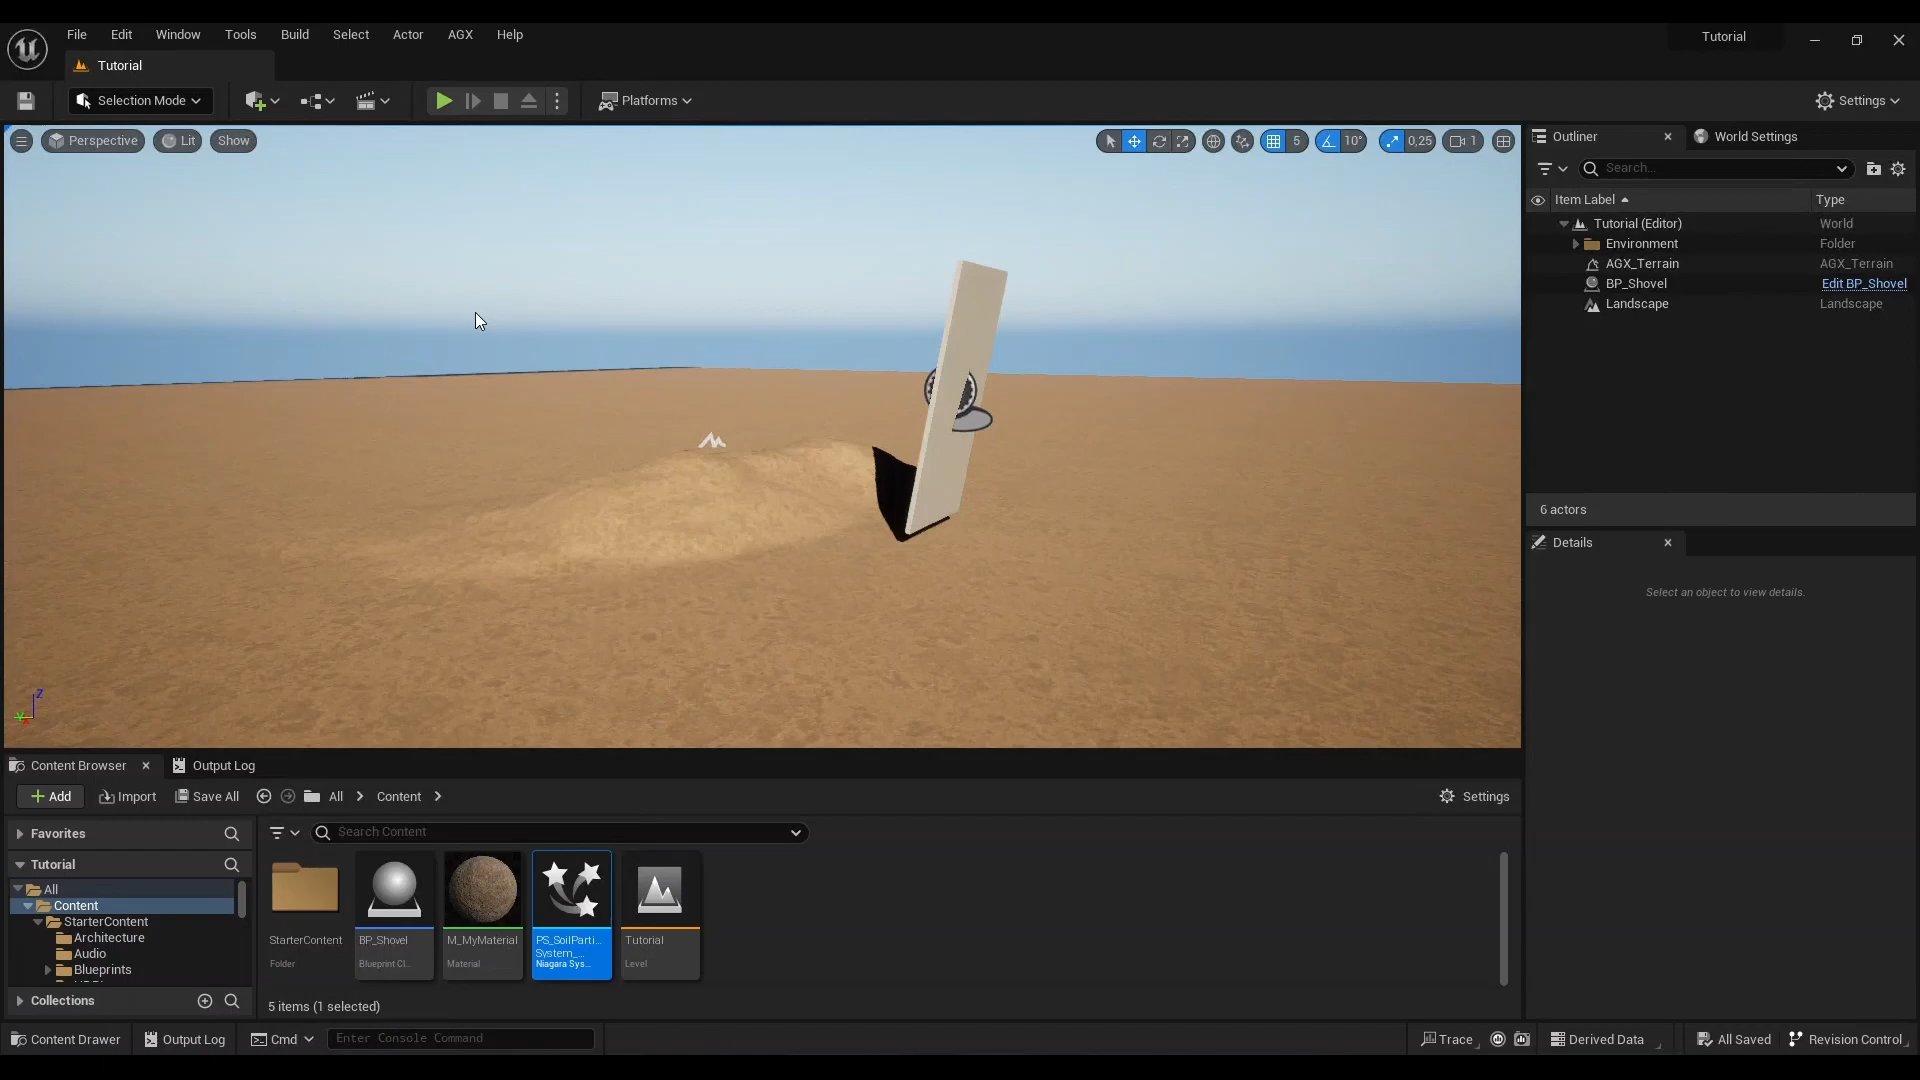 File Edit Window Tools Build Select Actor AGX Help
Tutorial
Tutorial
Selection Mode
Platforms
Settings
Perspective Lit Show
5 10° 0,25 1
Outliner World Settings
Search...
Item Label Type
Tutorial (Editor) World
Environment Folder
AGX_Terrain AGX_Terrain
BP_Shovel Edit BP_Shovel
Landscape Landscape
6 actors
Details
Select an object to view details.
Z
Content Browser Output Log
Add Import Save All All Content Settings
Favorites
Search Content
Tutorial
All
Content
StarterContent
Architecture
Audio
Blueprints
Collections
StarterContent
Folder
BP_Shovel
Blueprint Cl...
M_MyMaterial
Material
PS_SoilParti...
System_...
Niagara Sys...
Tutorial
Level
5 items (1 selected)
Content Drawer Output Log Cmd Enter Console Command Trace Derived Data All Saved Revision Control